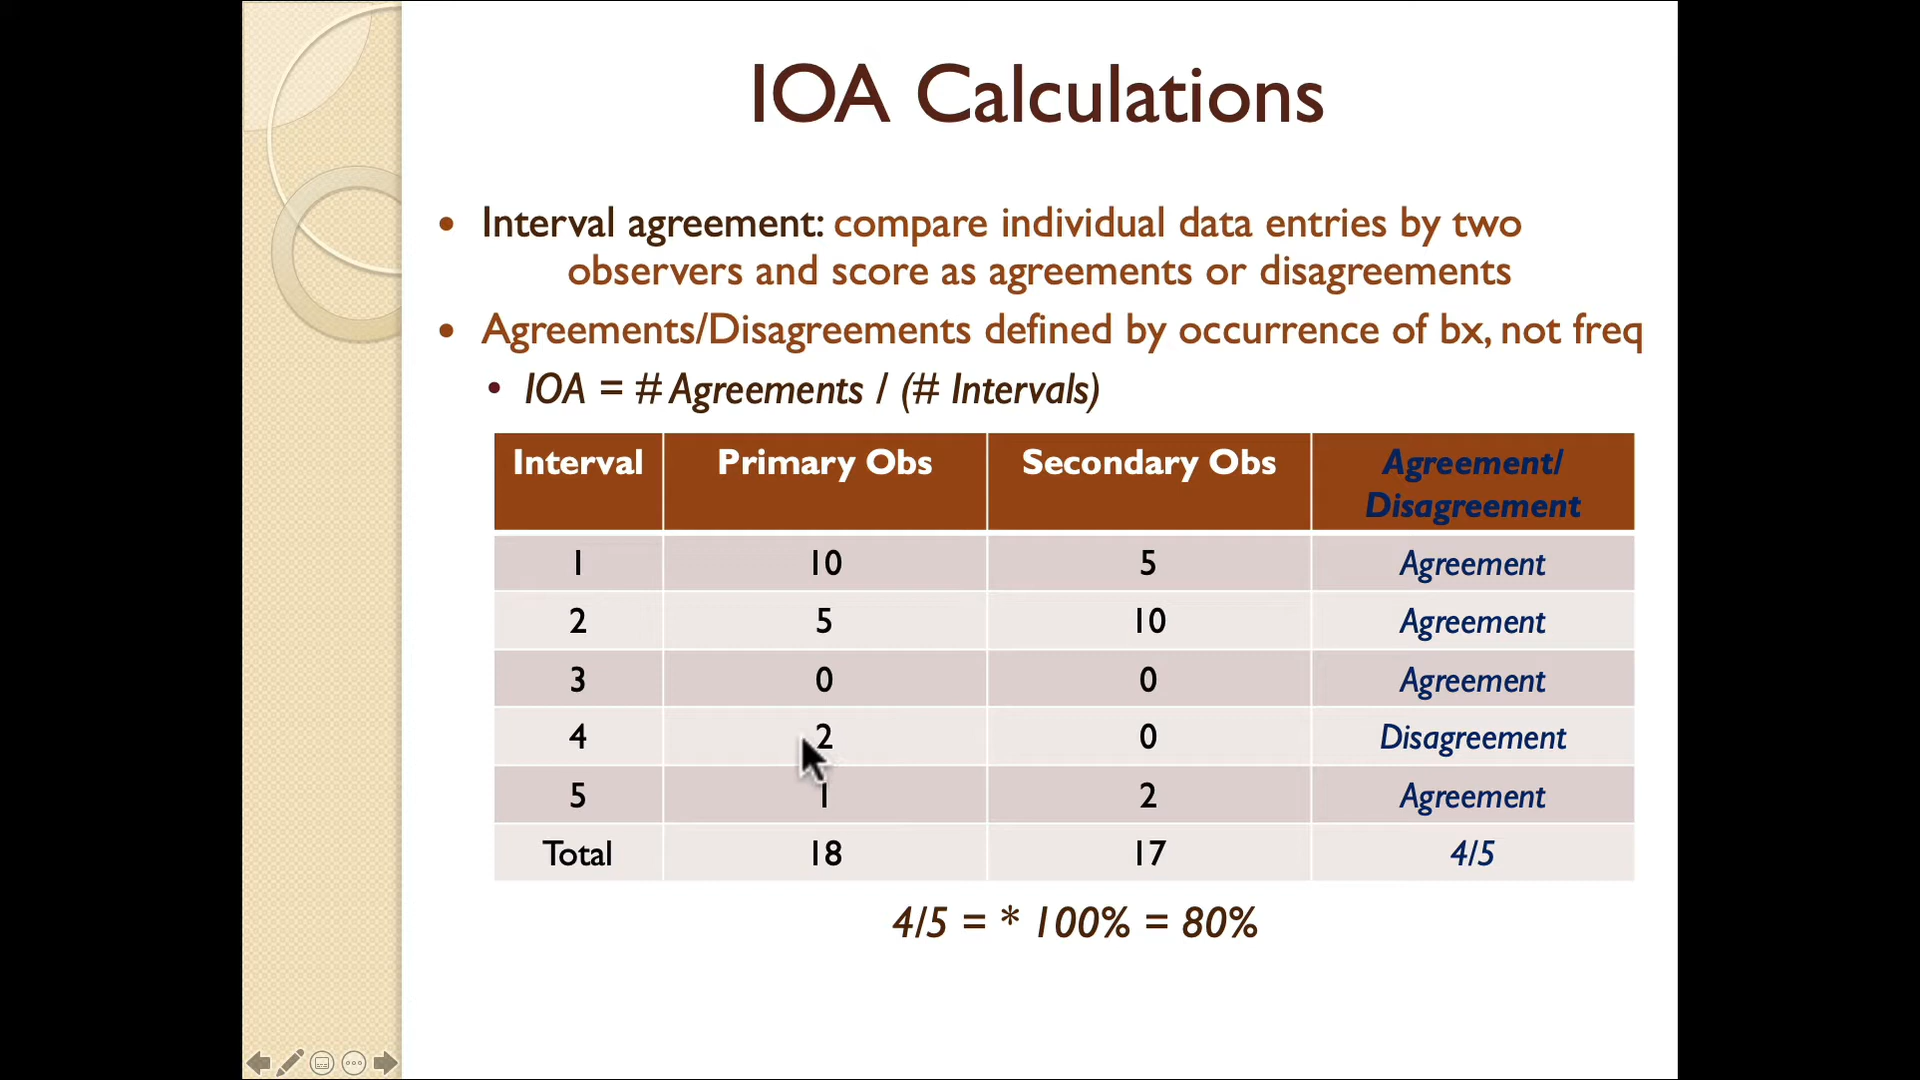 IOA Calculations
• Interval agreement: compare individual data entries by two
observers and score as agreements or disagreements
• Agreements/Disagreements defined by occurrence of bx, not freq
• IOA = # Agreements / (# Intervals)
Interval Primary Obs Secondary Obs Agreement/
Disagreement
1 10 5 Agreement
2 5 10 Agreement
3 0 0 Agreement
4 2 0 Disagreement
5 1 2 Agreement
Total 18 17 4/5
4/5 = * 100% = 80%